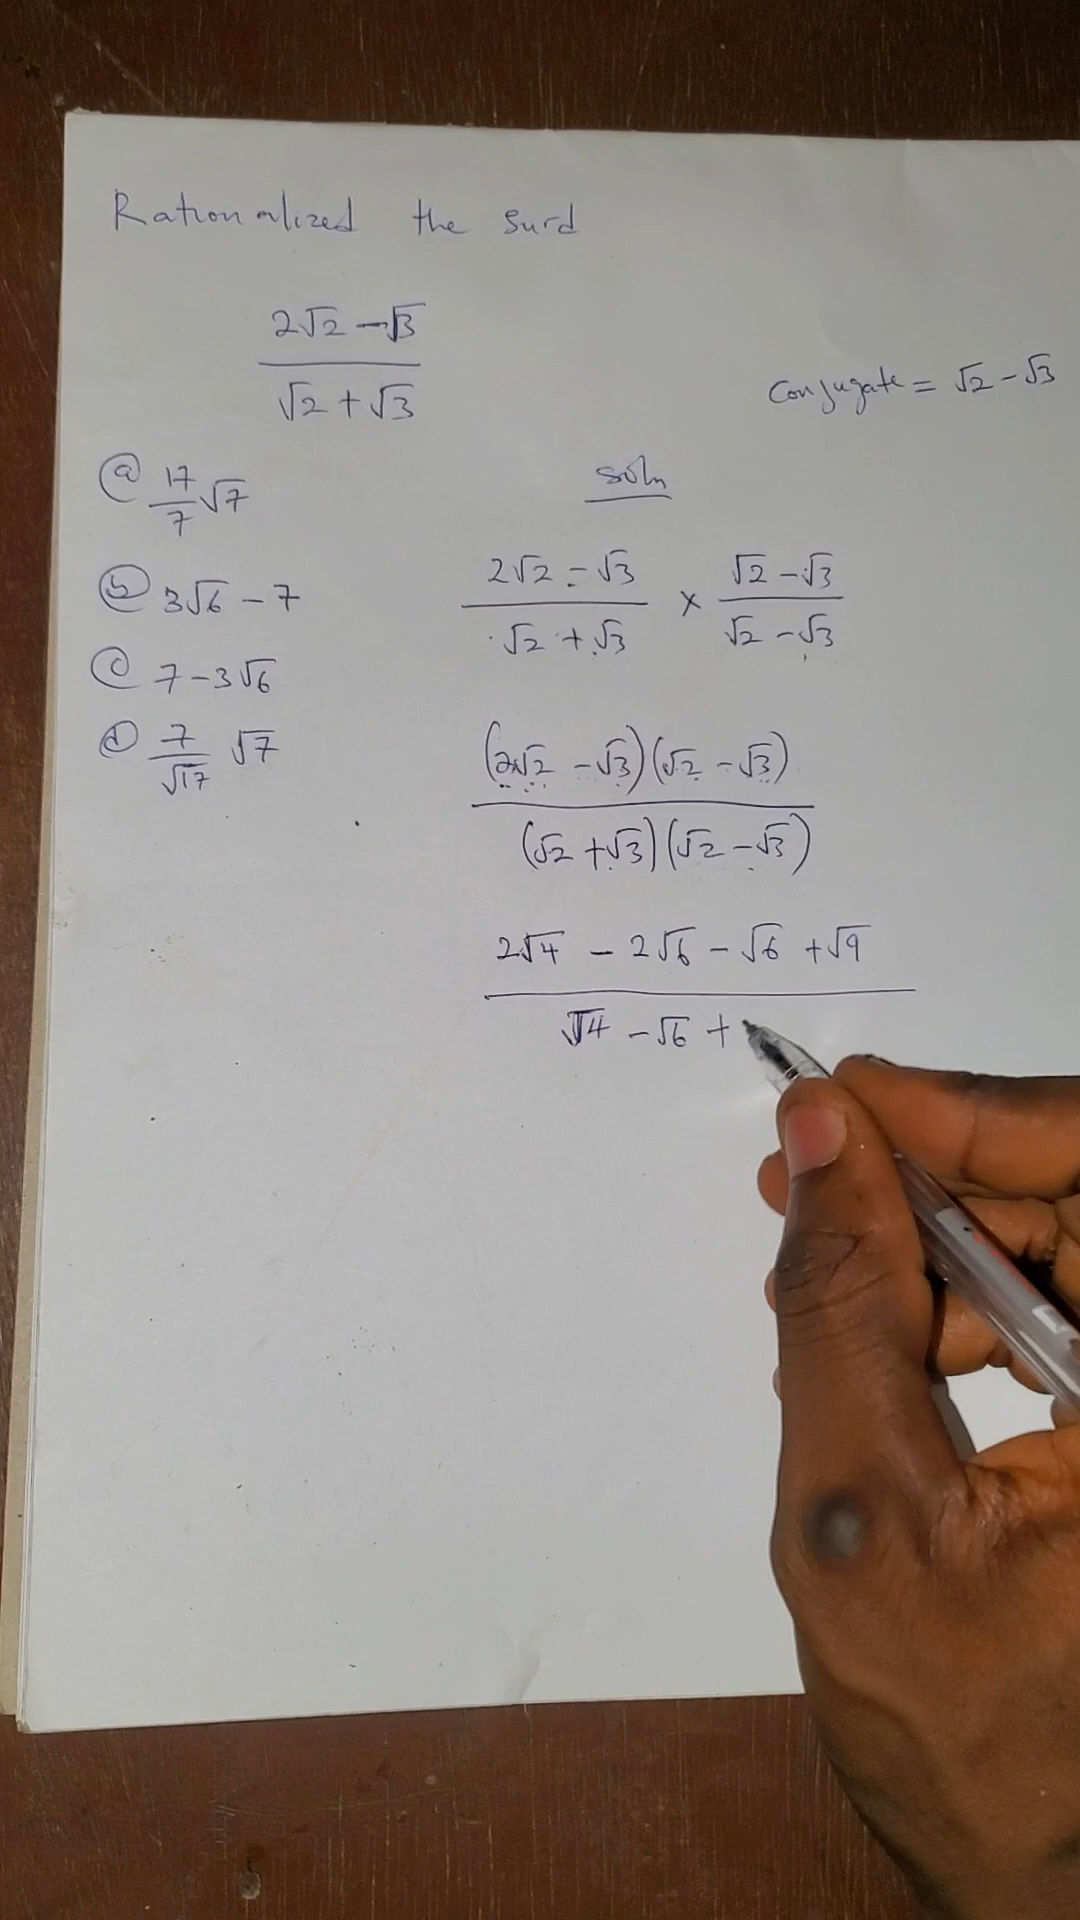 Rationalized the surd
2√2 − √3
√2 + √3
Conjugate = √2 − √3
ⓐ 17/7 √7
ⓑ 3√6 − 7
ⓒ 7 − 3√6
ⓓ 7/√17 √7
soln
2√2 − √3 × √2 − √3
√2 + √3 √2 − √3
(2√2 − √3)(√2 − √3)
(√2 + √3)(√2 − √3)
2√4 − 2√6 − √6 + √9
√4 − √6 +